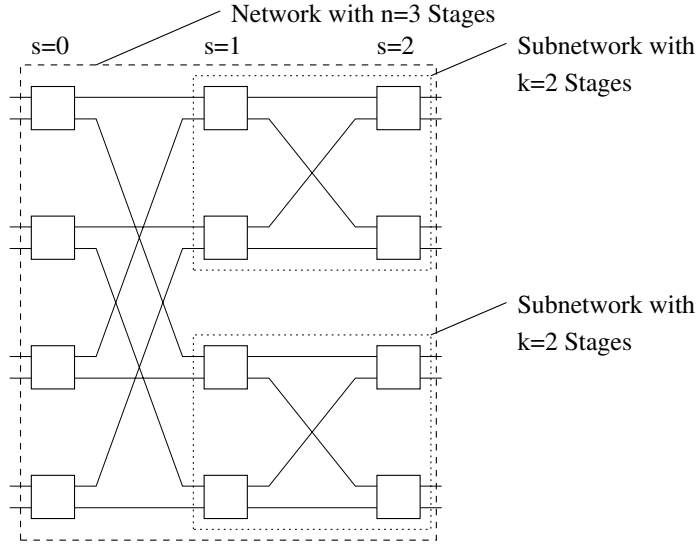 Network with n=3 Stages
s=0
s=1
s=2
Subnetwork with
k=2 Stages
Subnetwork with
k=2 Stages